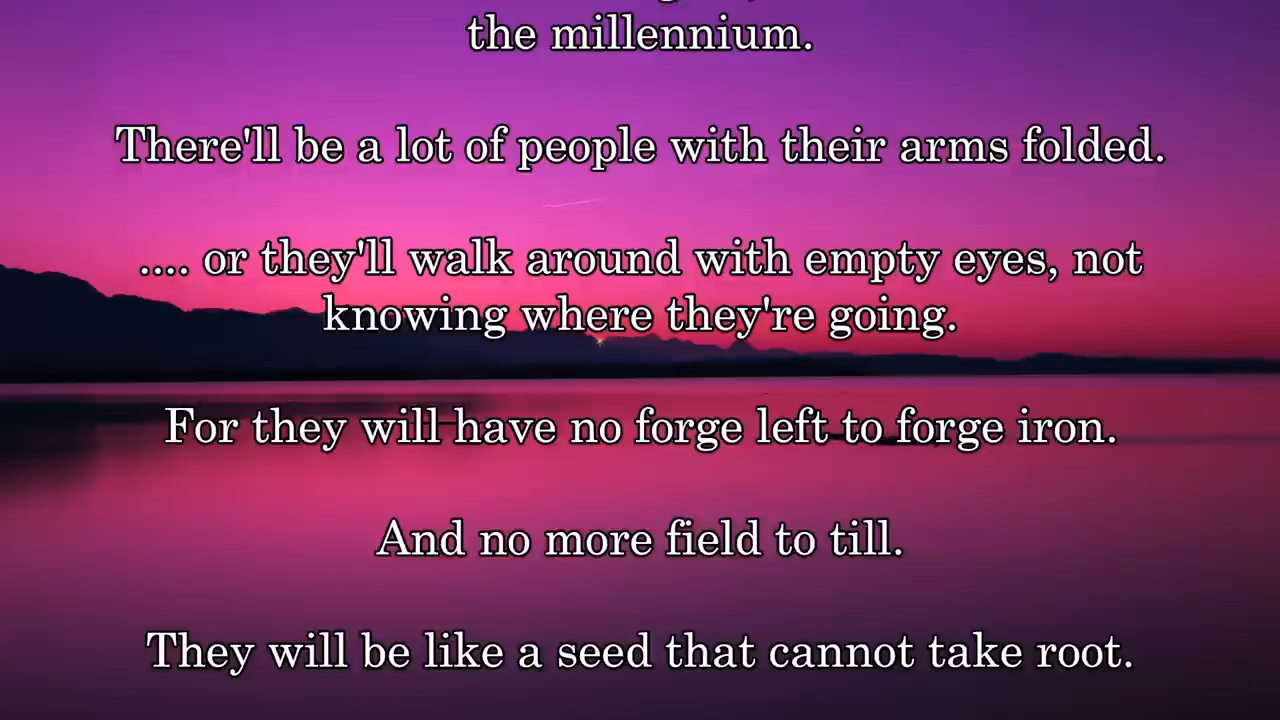 the millennium.
There'll be a lot of people with their arms folded.
.... or they'll walk around with empty eyes, not
knowing where they're going.
For they will have no forge left to forge iron.
And no more field to till.
They will be like a seed that cannot take root.